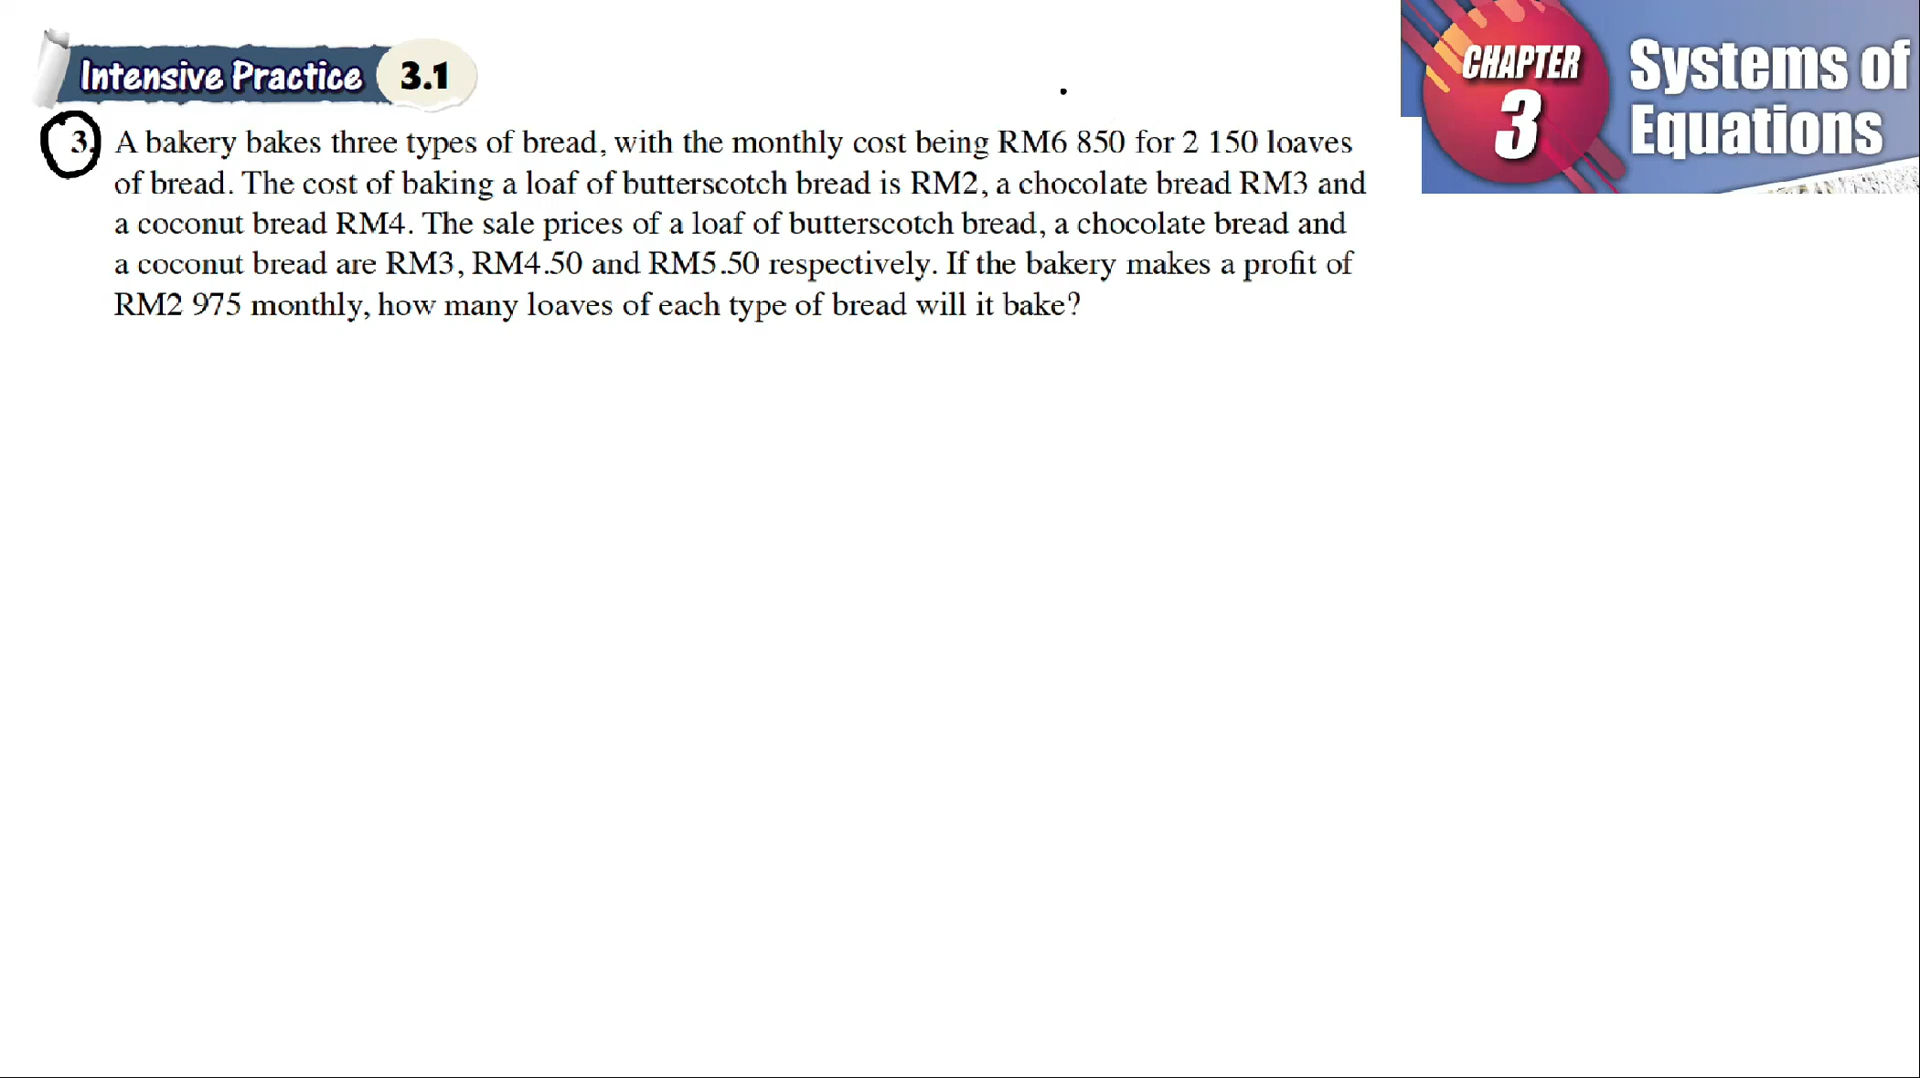 Intensive Practice 3.1
CHAPTER
3
Systems of
Equations
3. A bakery bakes three types of bread, with the monthly cost being RM6 850 for 2 150 loaves
of bread. The cost of baking a loaf of butterscotch bread is RM2, a chocolate bread RM3 and
a coconut bread RM4. The sale prices of a loaf of butterscotch bread, a chocolate bread and
a coconut bread are RM3, RM4.50 and RM5.50 respectively. If the bakery makes a profit of
RM2 975 monthly, how many loaves of each type of bread will it bake?